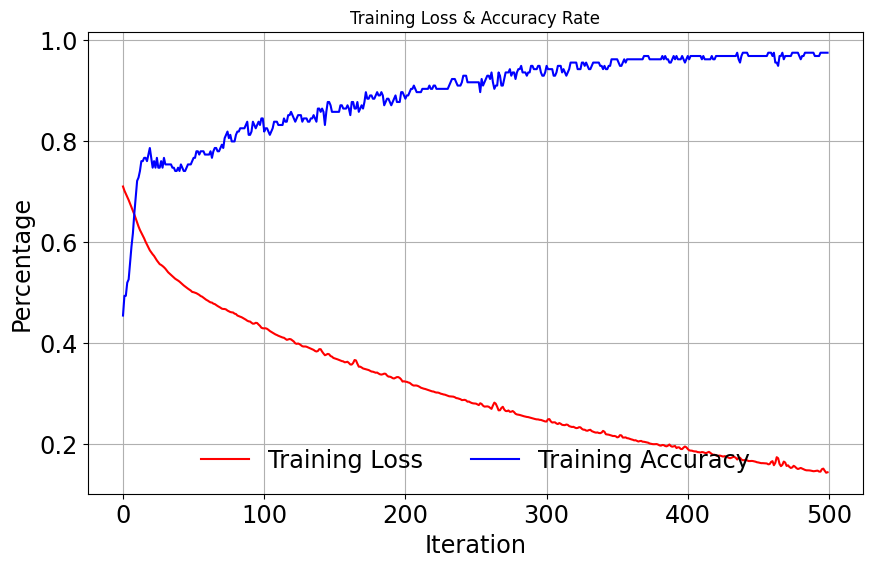 Training Loss & Accuracy Rate
1.0
0.8
0.6
0.4
0.2
Percentage
Training Loss Training Accuracy
0 100 200 300 400 500
Iteration